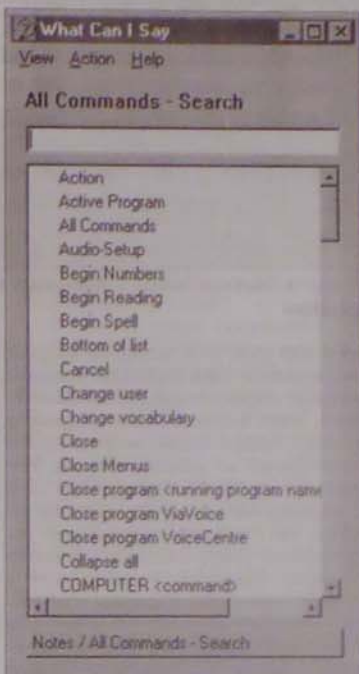 What Can I Say
View Action Help
All Commands - Search
Action
Active Program
All Commands
Audio-Setup
Begin Numbers
Begin Reading
Begin Spell
Bottom of list
Cancel
Change user
Change vocabulary
Close
Close Menus
Close program <running program name
Close program ViaVoice
Close program VoiceCentre
Collapse all
COMPUTER <command>
Notes / All Commands - Search